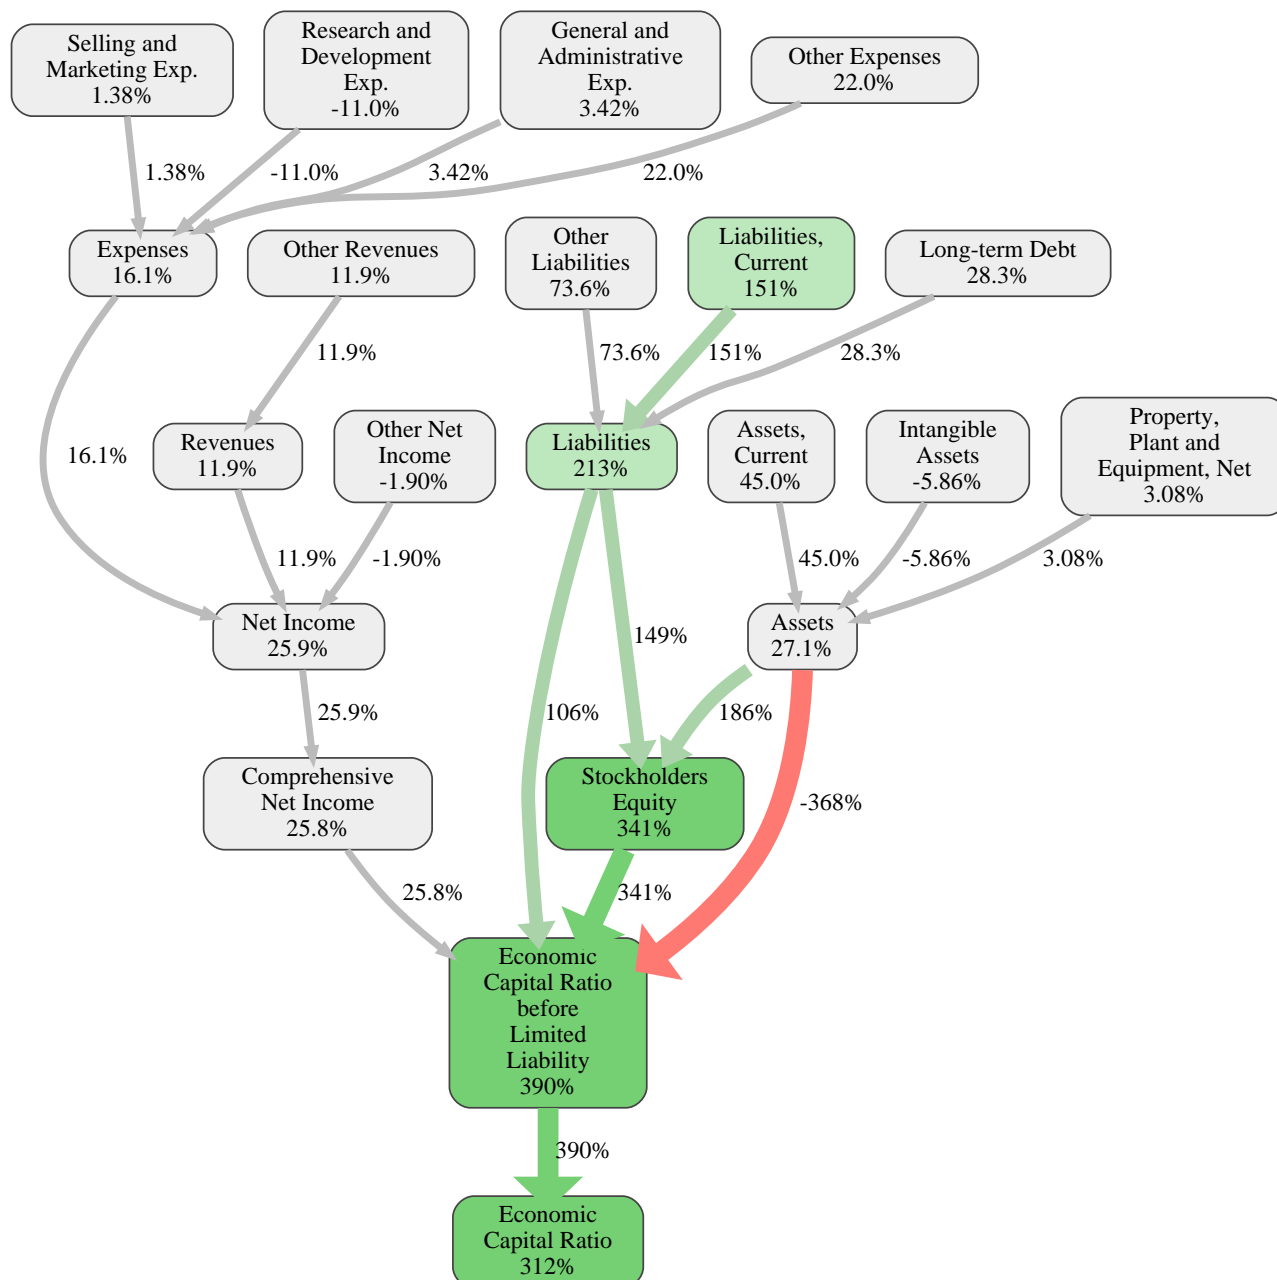 Selling and
Marketing Exp.
1.38%
Research and
Development
Exp.
-11.0%
General and
Administrative
Exp.
3.42%
Other Expenses
22.0%
1.38%
-11.0%
3.42%
22.0%
Expenses
16.1%
Other Revenues
11.9%
Other
Liabilities
73.6%
Liabilities,
Current
151%
Long-term Debt
28.3%
11.9%
73.6%
151%
28.3%
16.1%
Revenues
11.9%
Other Net
Income
-1.90%
Liabilities
213%
Assets,
Current
45.0%
Intangible
Assets
-5.86%
Property,
Plant and
Equipment, Net
3.08%
11.9%
-1.90%
45.0%
-5.86%
3.08%
Net Income
25.9%
149%
Assets
27.1%
25.9%
106%
186%
Comprehensive
Net Income
25.8%
Stockholders
Equity
341%
-368%
25.8%
341%
Economic
Capital Ratio
before
Limited
Liability
390%
390%
Economic
Capital Ratio
312%